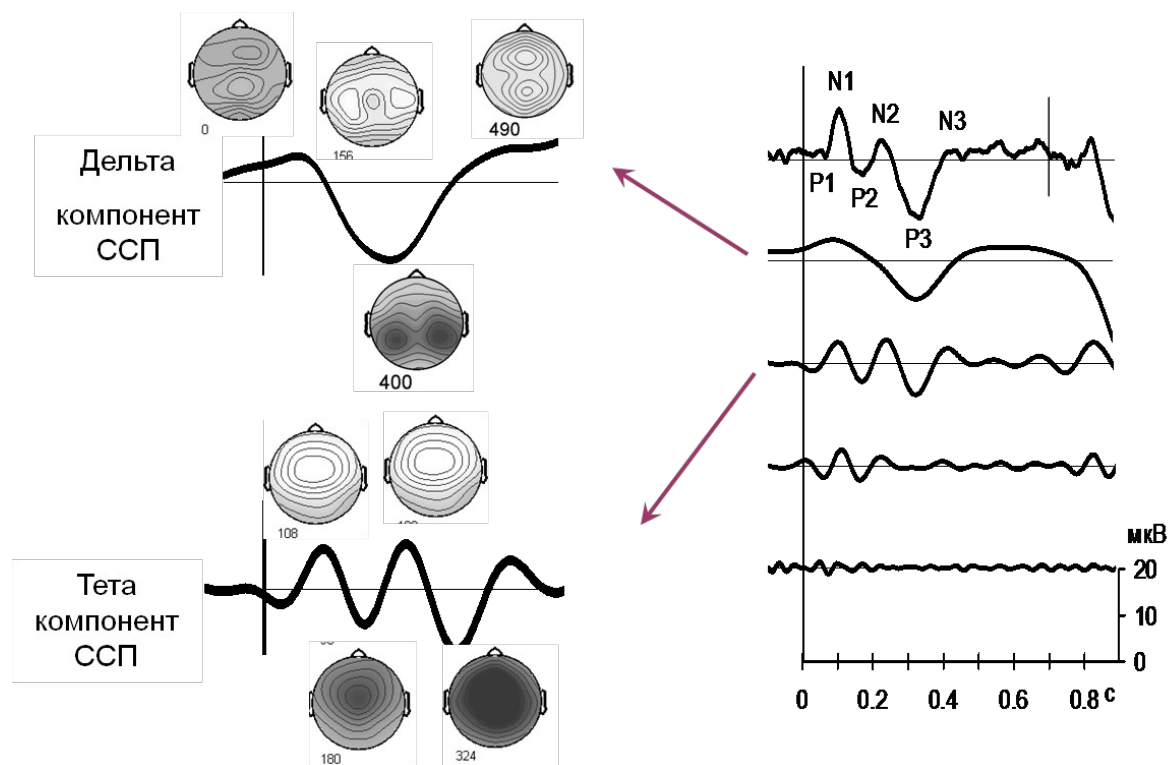 0
156
490
Дельта
компонент
ССП
400
108
Тета
компонент
ССП
180
324
N1
N2
N3
P1
P2
P3
мкВ
20
10
0
0 0.2 0.4 0.6 0.8 с